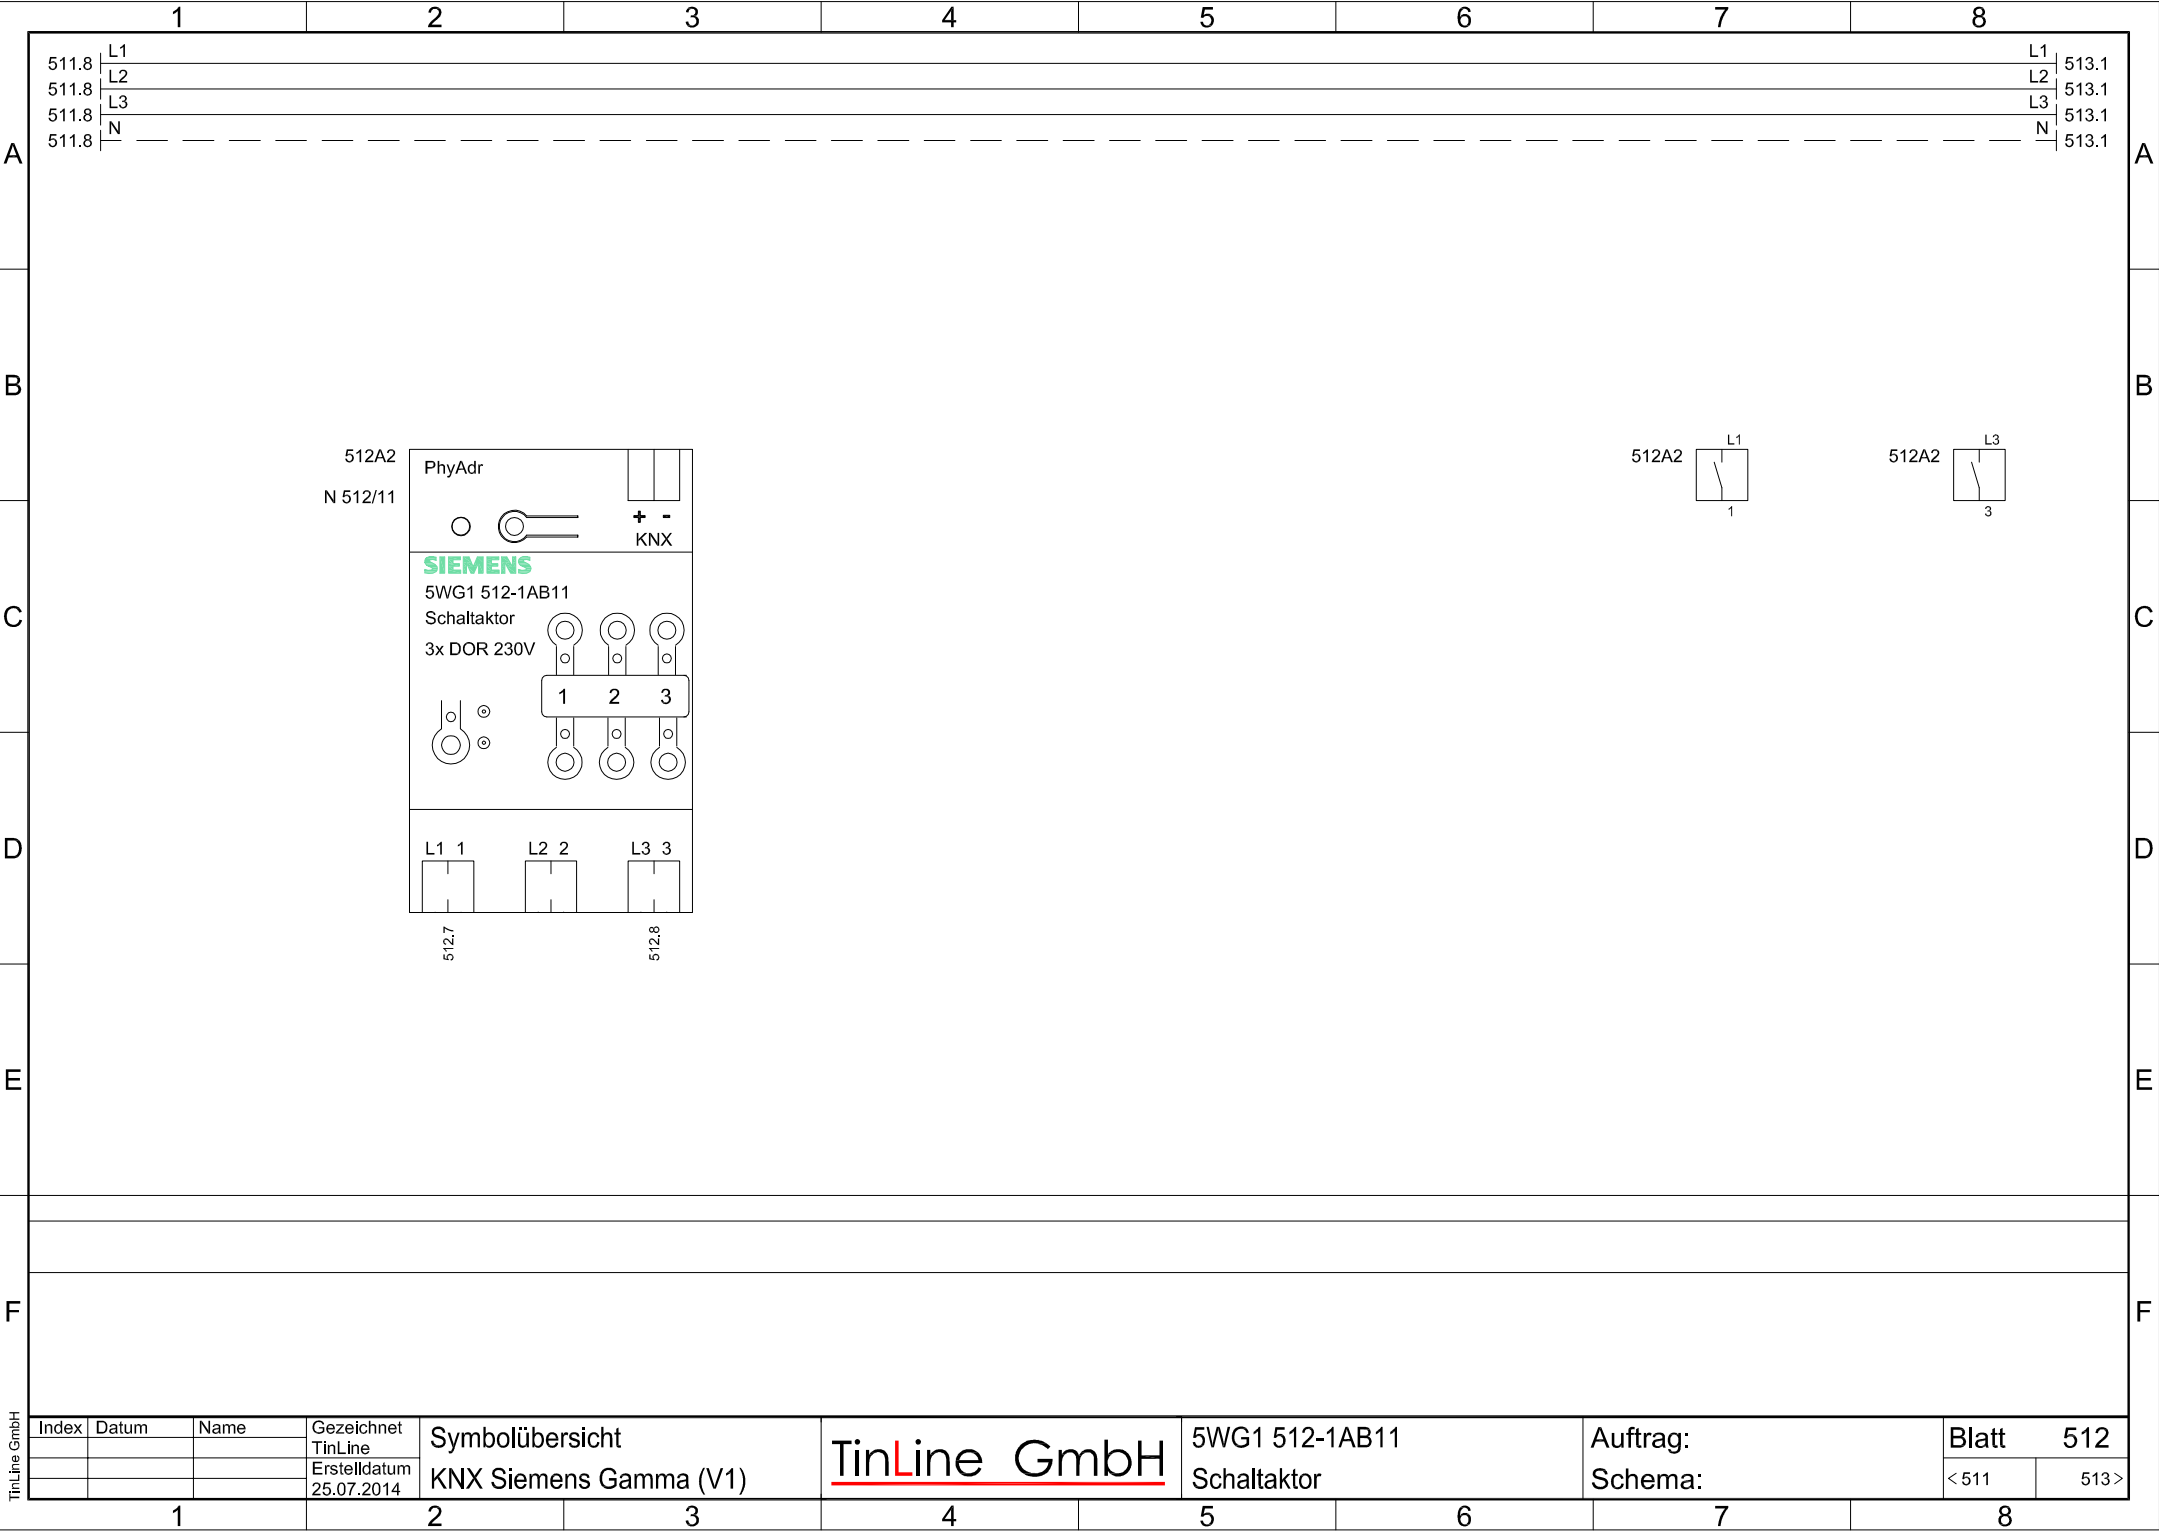 1 2 3 4 5 6 7 8
511.8 L1 L1 513.1
511.8 L2 L2 513.1
511.8 L3 L3 513.1
511.8 N N 513.1
A A
B B
512A2 PhyAdr
N 512/11
+ -
KNX
512A2 L1
1
512A2 L3
3
SIEMENS
5WG1 512-1AB11
Schaltaktor
3x DOR 230V
C C
1 2 3
D D
L1 1 L2 2 L3 3
512.7 512.8
E E
F F
TinLine GmbH
Index Datum Name
Gezeichnet
TinLine
Erstelldatum
25.07.2014
Symbolübersicht
KNX Siemens Gamma (V1)
TinLine GmbH
5WG1 512-1AB11
Schaltaktor
Auftrag:
Schema:
Blatt 512
<511 513>
1 2 3 4 5 6 7 8